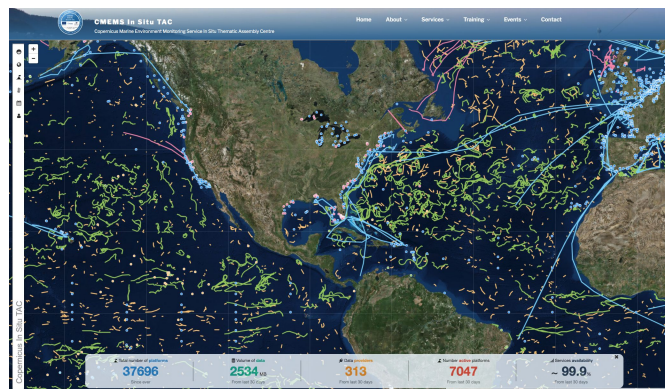 CMEMS In Situ TAC
Copernicus Marine Environment Monitoring Service In Situ Thematic Assembly Centre
Home About Services Training Events Contact
+
−
Copernicus In Situ TAC
Total number of platforms
37696
Since ever
Volume of data
2534 MB
From last 30 days
Data providers
313
From last 30 days
Number active platforms
7047
From last 30 days
Services availability
~ 99.9%
From last 30 days
×